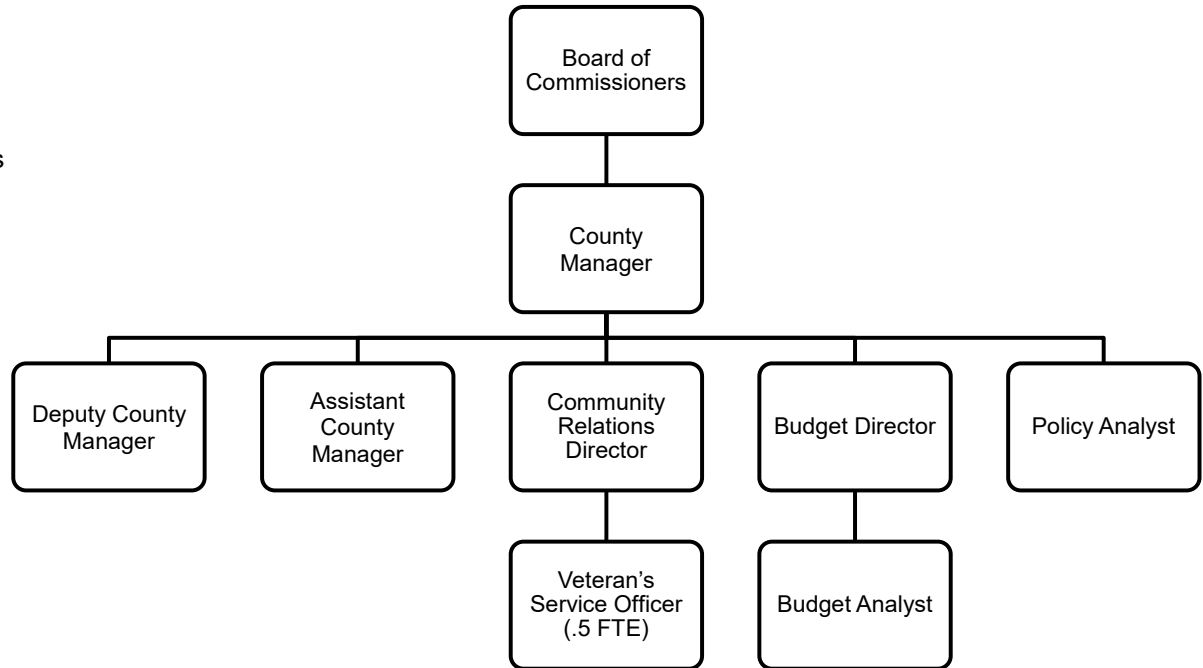 Board of
Commissioners
s
County
Manager
Deputy County
Manager
Assistant
County
Manager
Community
Relations
Director
Budget Director
Policy Analyst
Veteran’s
Service Officer
(.5 FTE)
Budget Analyst